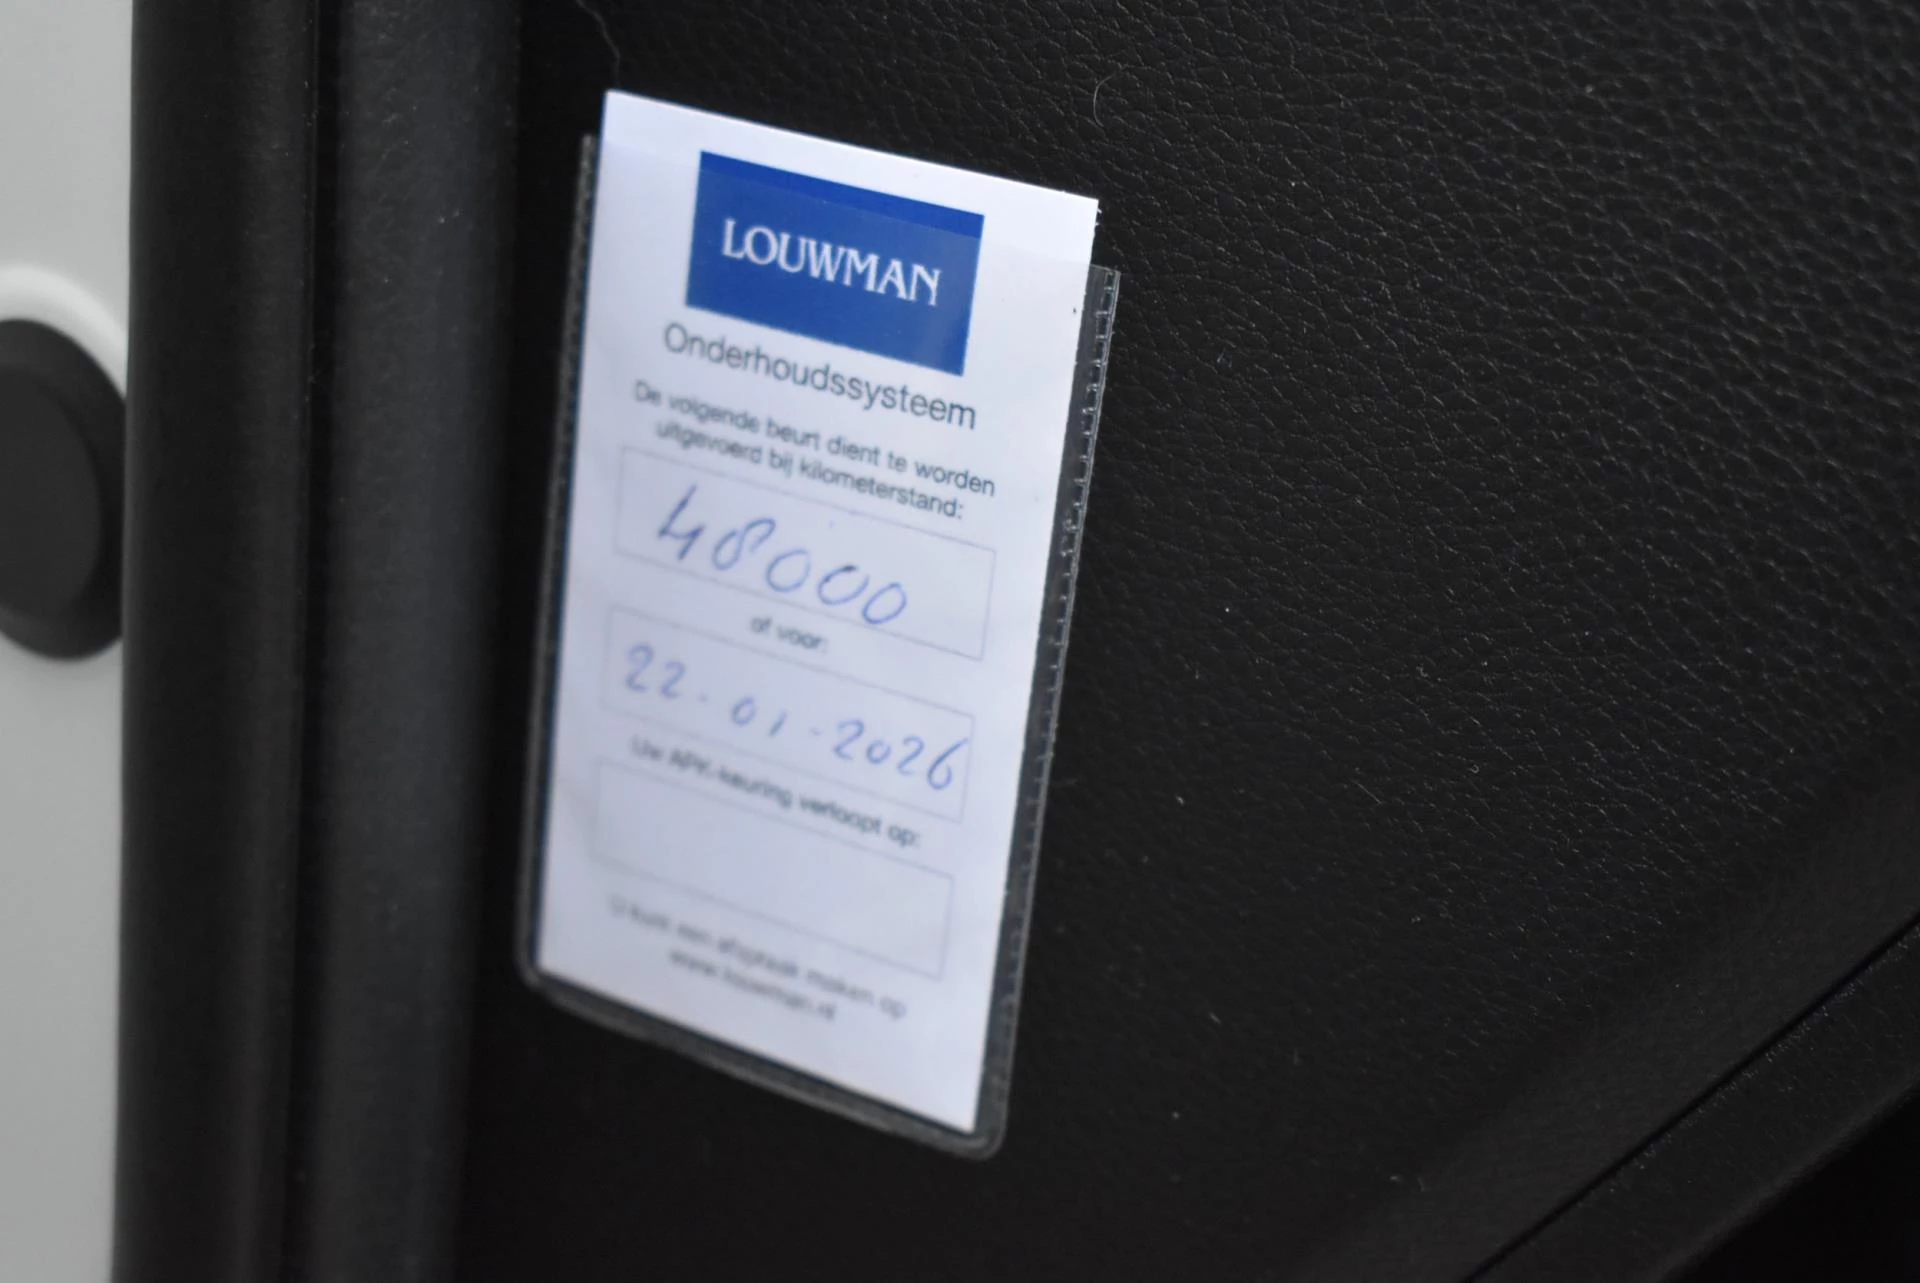 LOUWMAN
Onderhoudssysteem
De volgende beurt dient te worden
uitgevoerd bij kilometerstand:
48000
of voor:
22-01-2026
Uw APK-keuring verloopt op:
U kunt een afspraak maken op
www.louwman.nl